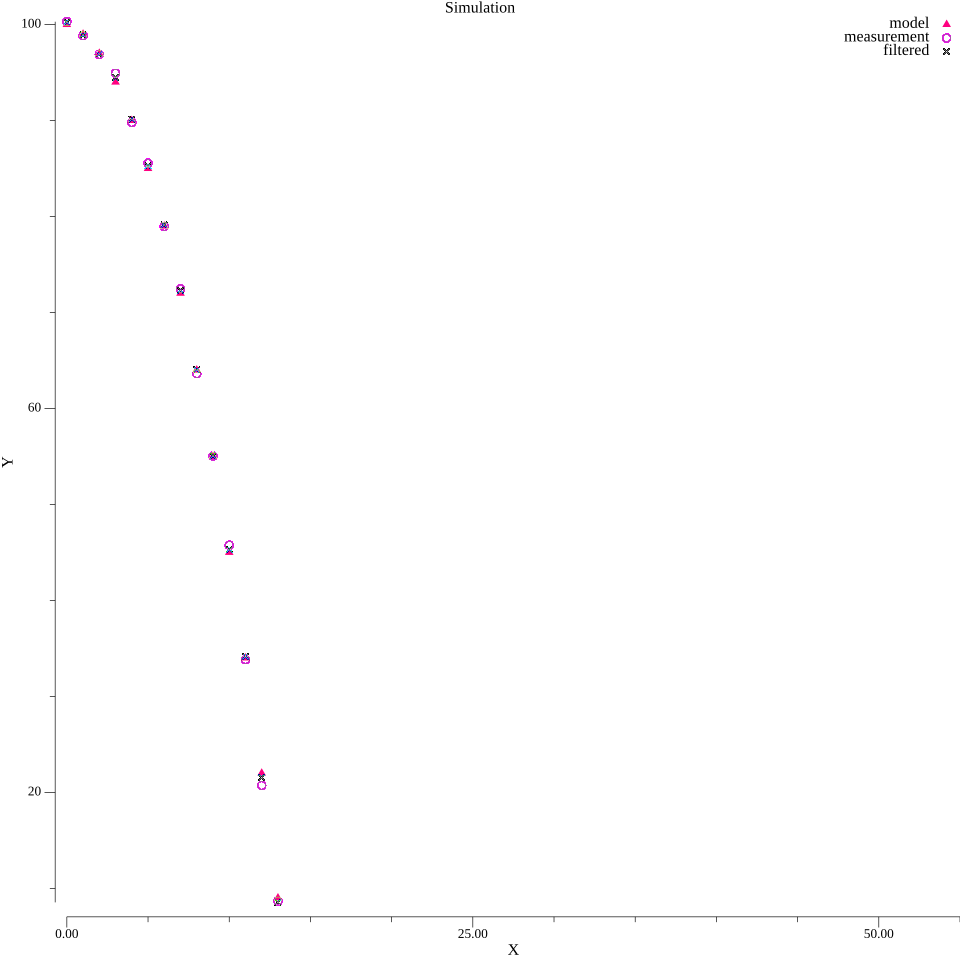 Simulation
model
measurement
filtered
100
60
20
Y
0.00
25.00
50.00
X